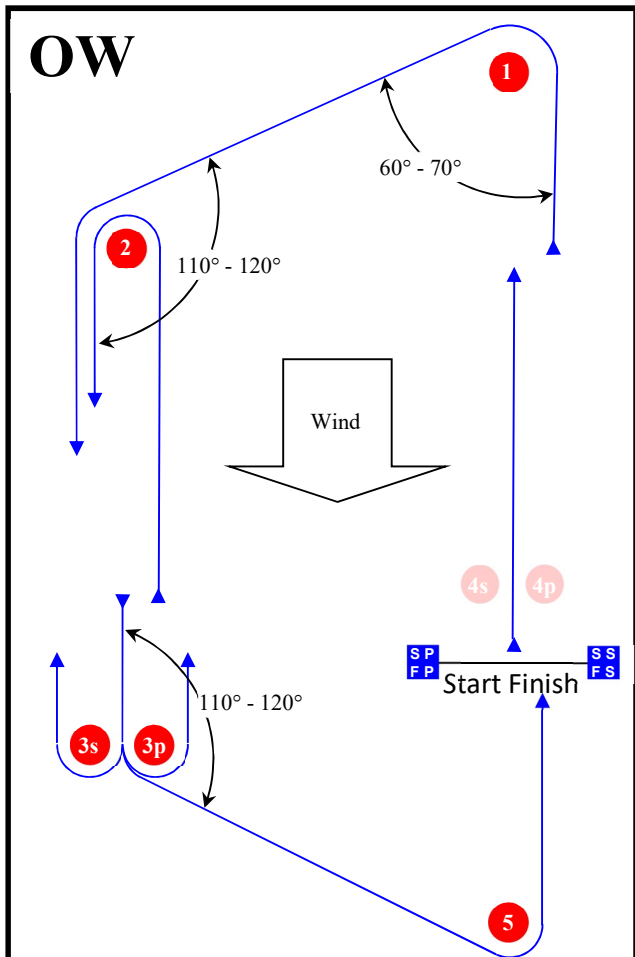 OW
1
60° - 70°
2
110° - 120°
Wind
4s 4p
S P
F P
S S
F S
Start Finish
110° - 120°
3s 3p
5